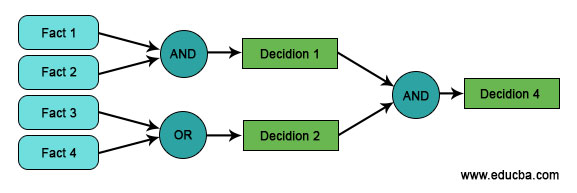 Fact 1
Fact 2
Fact 3
Fact 4
AND
OR
Decidion 1
Decidion 2
AND
Decidion 4
www.educba.com